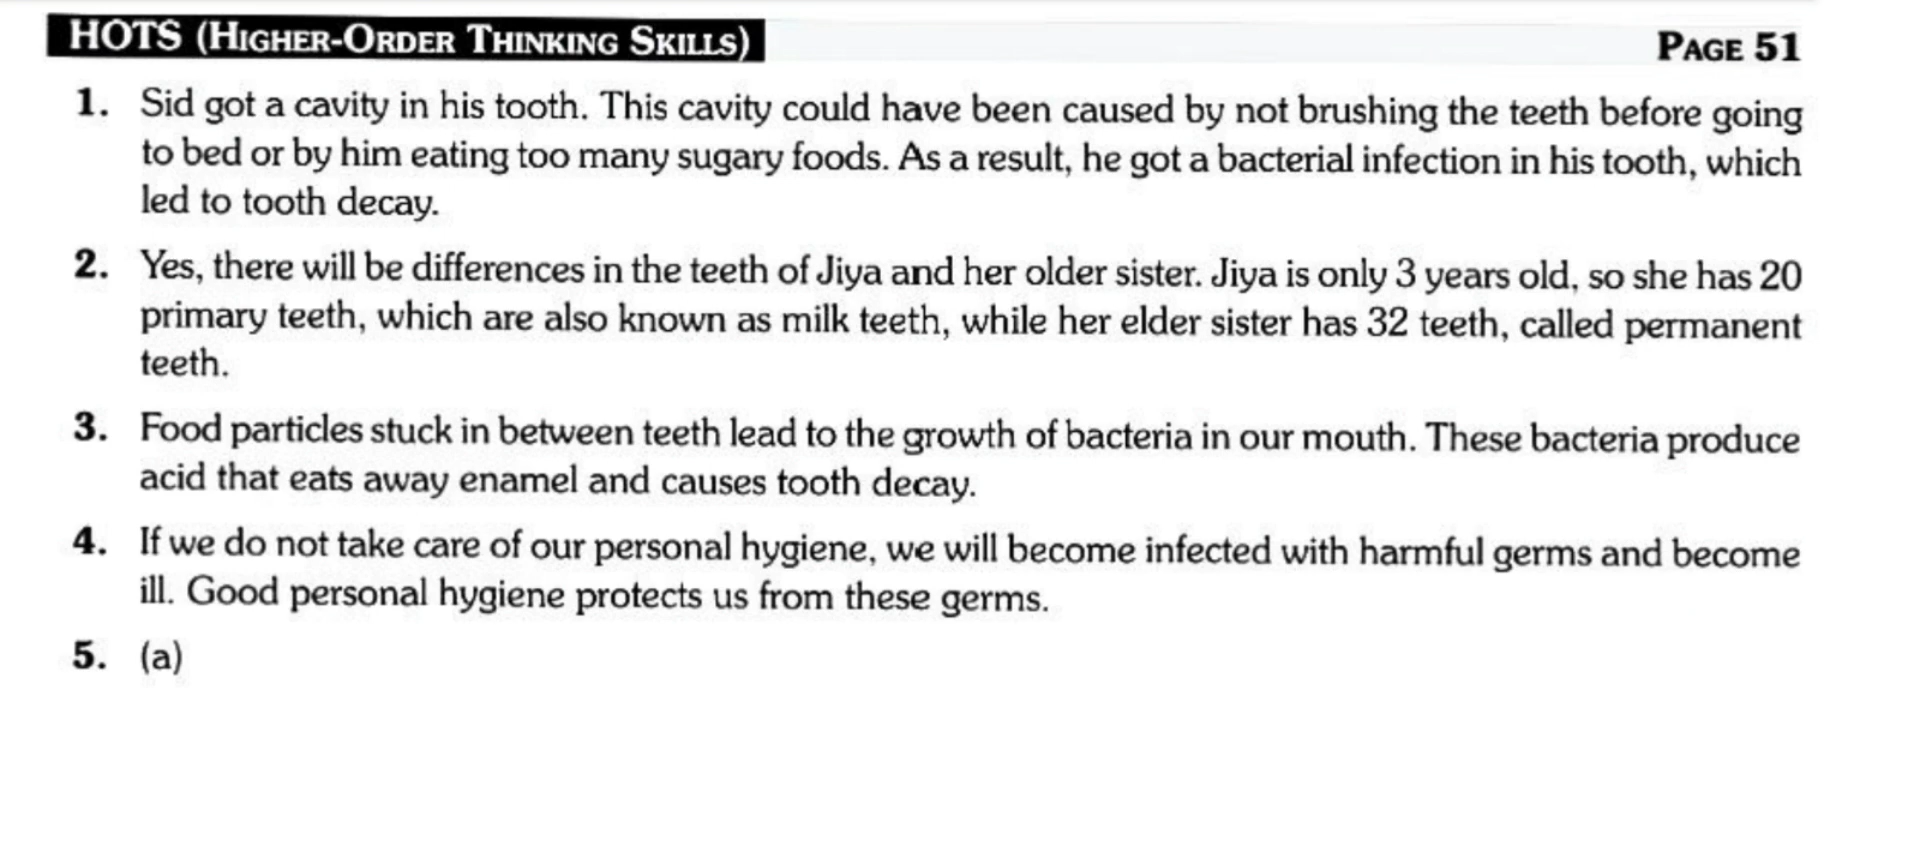 HOTS (HIGHER-ORDER THINKING SKILLS) PAGE 51
1. Sid got a cavity in his tooth. This cavity could have been caused by not brushing the teeth before going
to bed or by him eating too many sugary foods. As a result, he got a bacterial infection in his tooth, which
led to tooth decay.
2. Yes, there will be differences in the teeth of Jiya and her older sister. Jiya is only 3 years old, so she has 20
primary teeth, which are also known as milk teeth, while her elder sister has 32 teeth, called permanent
teeth.
3. Food particles stuck in between teeth lead to the growth of bacteria in our mouth. These bacteria produce
acid that eats away enamel and causes tooth decay.
4. If we do not take care of our personal hygiene, we will become infected with harmful germs and become
ill. Good personal hygiene protects us from these germs.
5. (a)